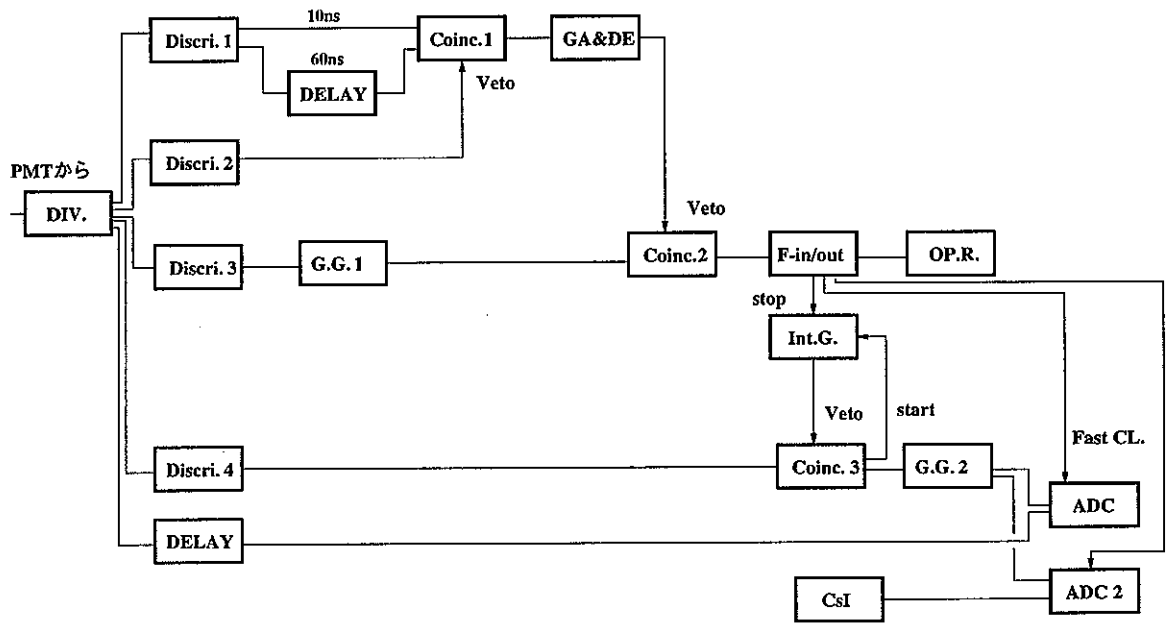 10ns
Discri. 1
Coinc.1
GA&DE
60ns
DELAY
Veto
Discri. 2
PMTから
DIV.
Veto
Discri. 3
G.G. 1
Coinc.2
F-in/out
OP.R.
stop
Int.G.
Veto
start
Fast CL.
Discri. 4
Coinc. 3
G.G. 2
ADC
DELAY
CsI
ADC 2